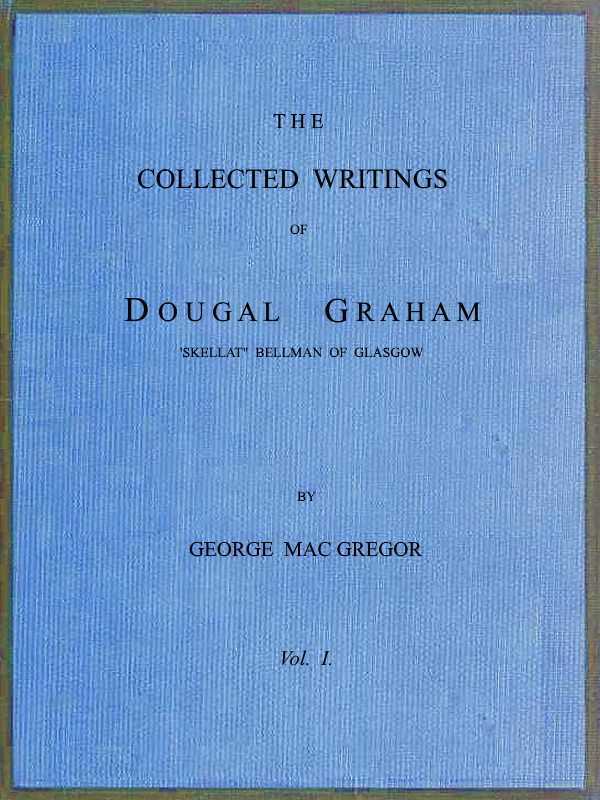 THE
COLLECTED WRITINGS
OF
DOUGAL GRAHAM
'SKELLAT" BELLMAN OF GLASGOW
BY
GEORGE MAC GREGOR
Vol. I.